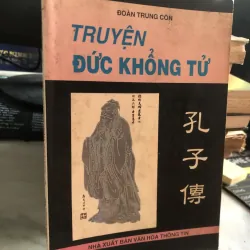 ĐOÀN TRUNG CÒN
TRUYỆN
ĐỨC KHỔNG TỬ
孔子傳
NHÀ XUẤT BẢN VĂN HÓA THÔNG TIN